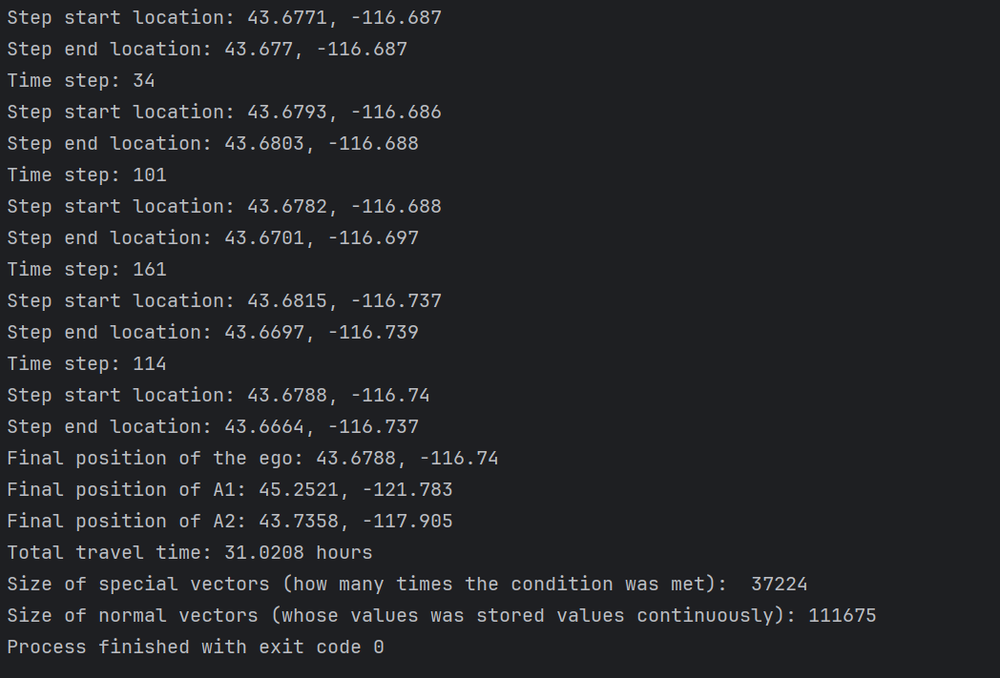 Step start location: 43.6771, -116.687
Step end location: 43.677, -116.687
Time step: 34
Step start location: 43.6793, -116.686
Step end location: 43.6803, -116.688
Time step: 101
Step start location: 43.6782, -116.688
Step end location: 43.6701, -116.697
Time step: 161
Step start location: 43.6815, -116.737
Step end location: 43.6697, -116.739
Time step: 114
Step start location: 43.6788, -116.74
Step end location: 43.6664, -116.737
Final position of the ego: 43.6788, -116.74
Final position of A1: 45.2521, -121.783
Final position of A2: 43.7358, -117.905
Total travel time: 31.0208 hours
Size of special vectors (how many times the condition was met):  37224
Size of normal vectors (whose values was stored values continuously): 111675
Process finished with exit code 0